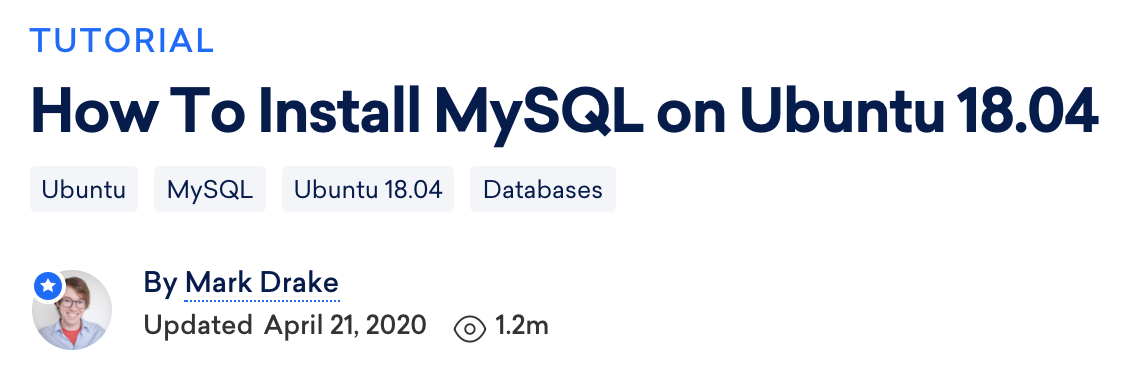 TUTORIAL
How To Install MySQL on Ubuntu 18.04
Ubuntu MySQL Ubuntu 18.04 Databases
By Mark Drake
Updated April 21, 2020 1.2m